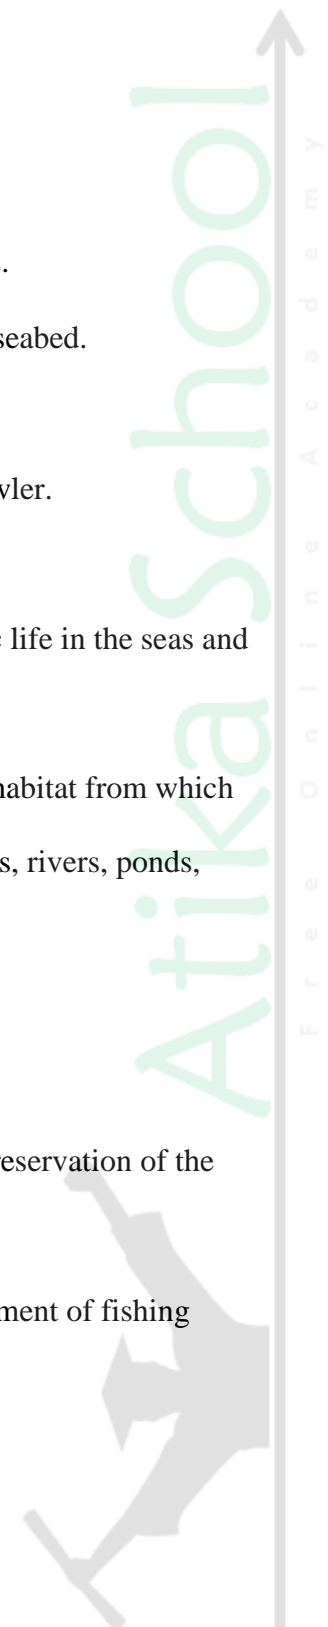 .
seabed.
wler.
life in the seas and
habitat from which
s, rivers, ponds,
reservation of the
ment of fishing
Atika School
Free Online Academy